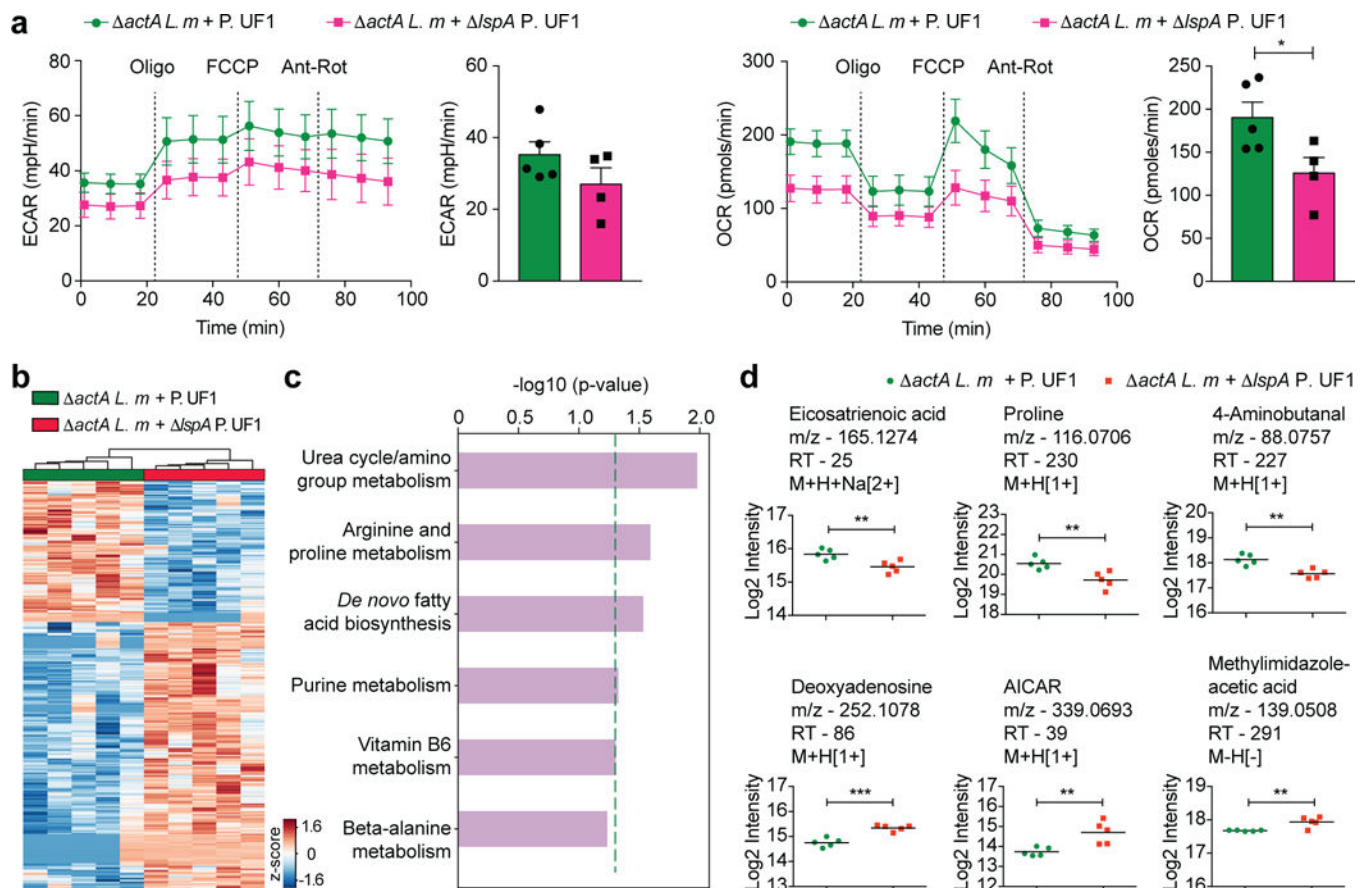 a
ΔactA L. m + P. UF1
ΔactA L. m + ΔlspA P. UF1
Oligo FCCP Ant-Rot
ECAR (mpH/min)
80
60
40
20
0
0 20 40 60 80 100
Time (min)
ECAR (mpH/min)
60
40
20
0
ΔactA L. m + P. UF1
ΔactA L. m + ΔlspA P. UF1
Oligo FCCP Ant-Rot
OCR (pmols/min)
300
200
100
0
0 20 40 60 80 100
Time (min)
*
OCR (pmoles/min)
250
200
150
100
50
0
b
ΔactA L. m + P. UF1
ΔactA L. m + ΔlspA P. UF1
z-score
1.6
0
-1.6
c
-log10 (p-value)
0 0.5 1.0 1.5 2.0
Urea cycle/amino
group metabolism
Arginine and
proline metabolism
De novo fatty
acid biosynthesis
Purine metabolism
Vitamin B6
metabolism
Beta-alanine
metabolism
d
ΔactA L. m + P. UF1
ΔactA L. m + ΔlspA P. UF1
Eicosatrienoic acid
m/z - 165.1274
RT - 25
M+H+Na[2+]
Log2 Intensity
17
16
15
14
**
Proline
m/z - 116.0706
RT - 230
M+H[1+]
Log2 Intensity
23
22
21
20
19
18
**
4-Aminobutanal
m/z - 88.0757
RT - 227
M+H[1+]
Log2 Intensity
20
19
18
17
16
**
Deoxyadenosine
m/z - 252.1078
RT - 86
M+H[1+]
Log2 Intensity
17
16
15
14
13
***
AICAR
m/z - 339.0693
RT - 39
M+H[1+]
Log2 Intensity
17
16
15
14
13
12
**
Methylimidazole-
acetic acid
m/z - 139.0508
RT - 291
M-H[-]
Log2 Intensity
20
19
18
17
16
**